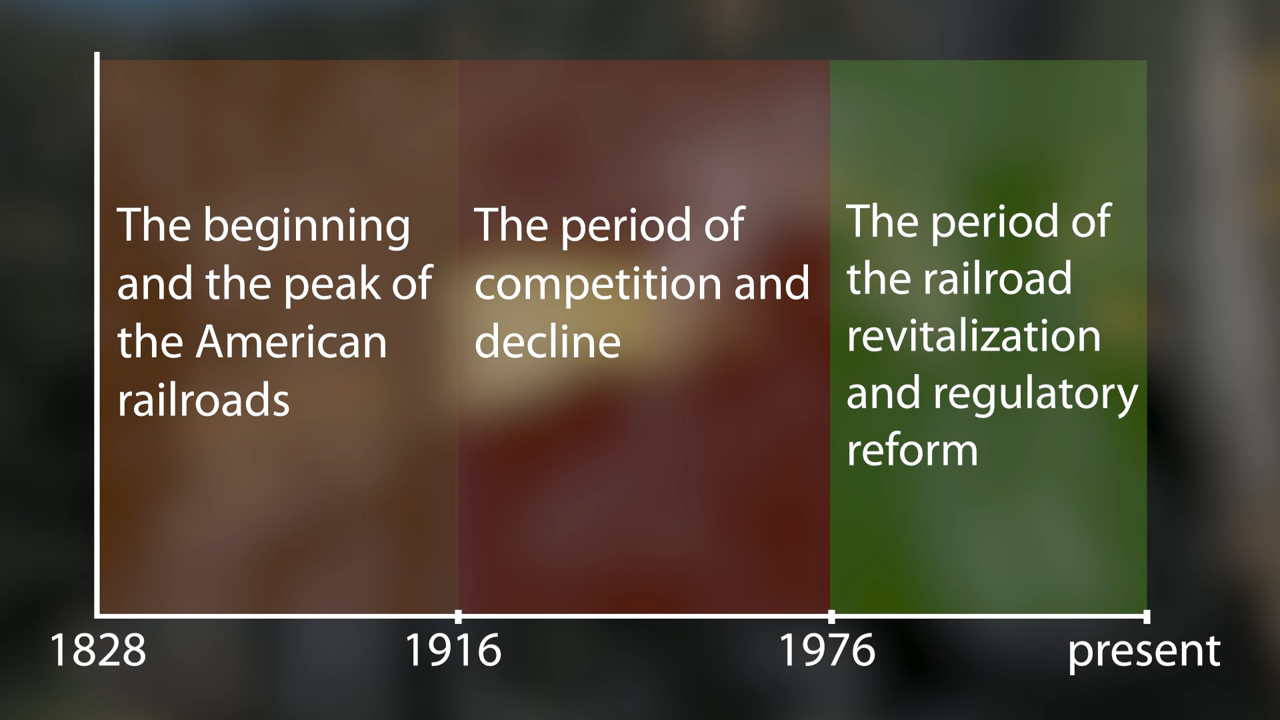 The beginning
and the peak of
the American
railroads
The period of
competition and
decline
The period of
the railroad
revitalization
and regulatory
reform
1828
1916
1976
present